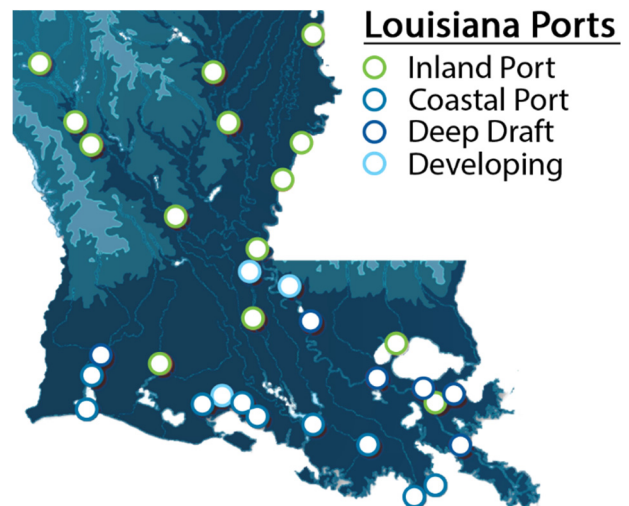 Louisiana Ports
Inland Port
Coastal Port
Deep Draft
Developing